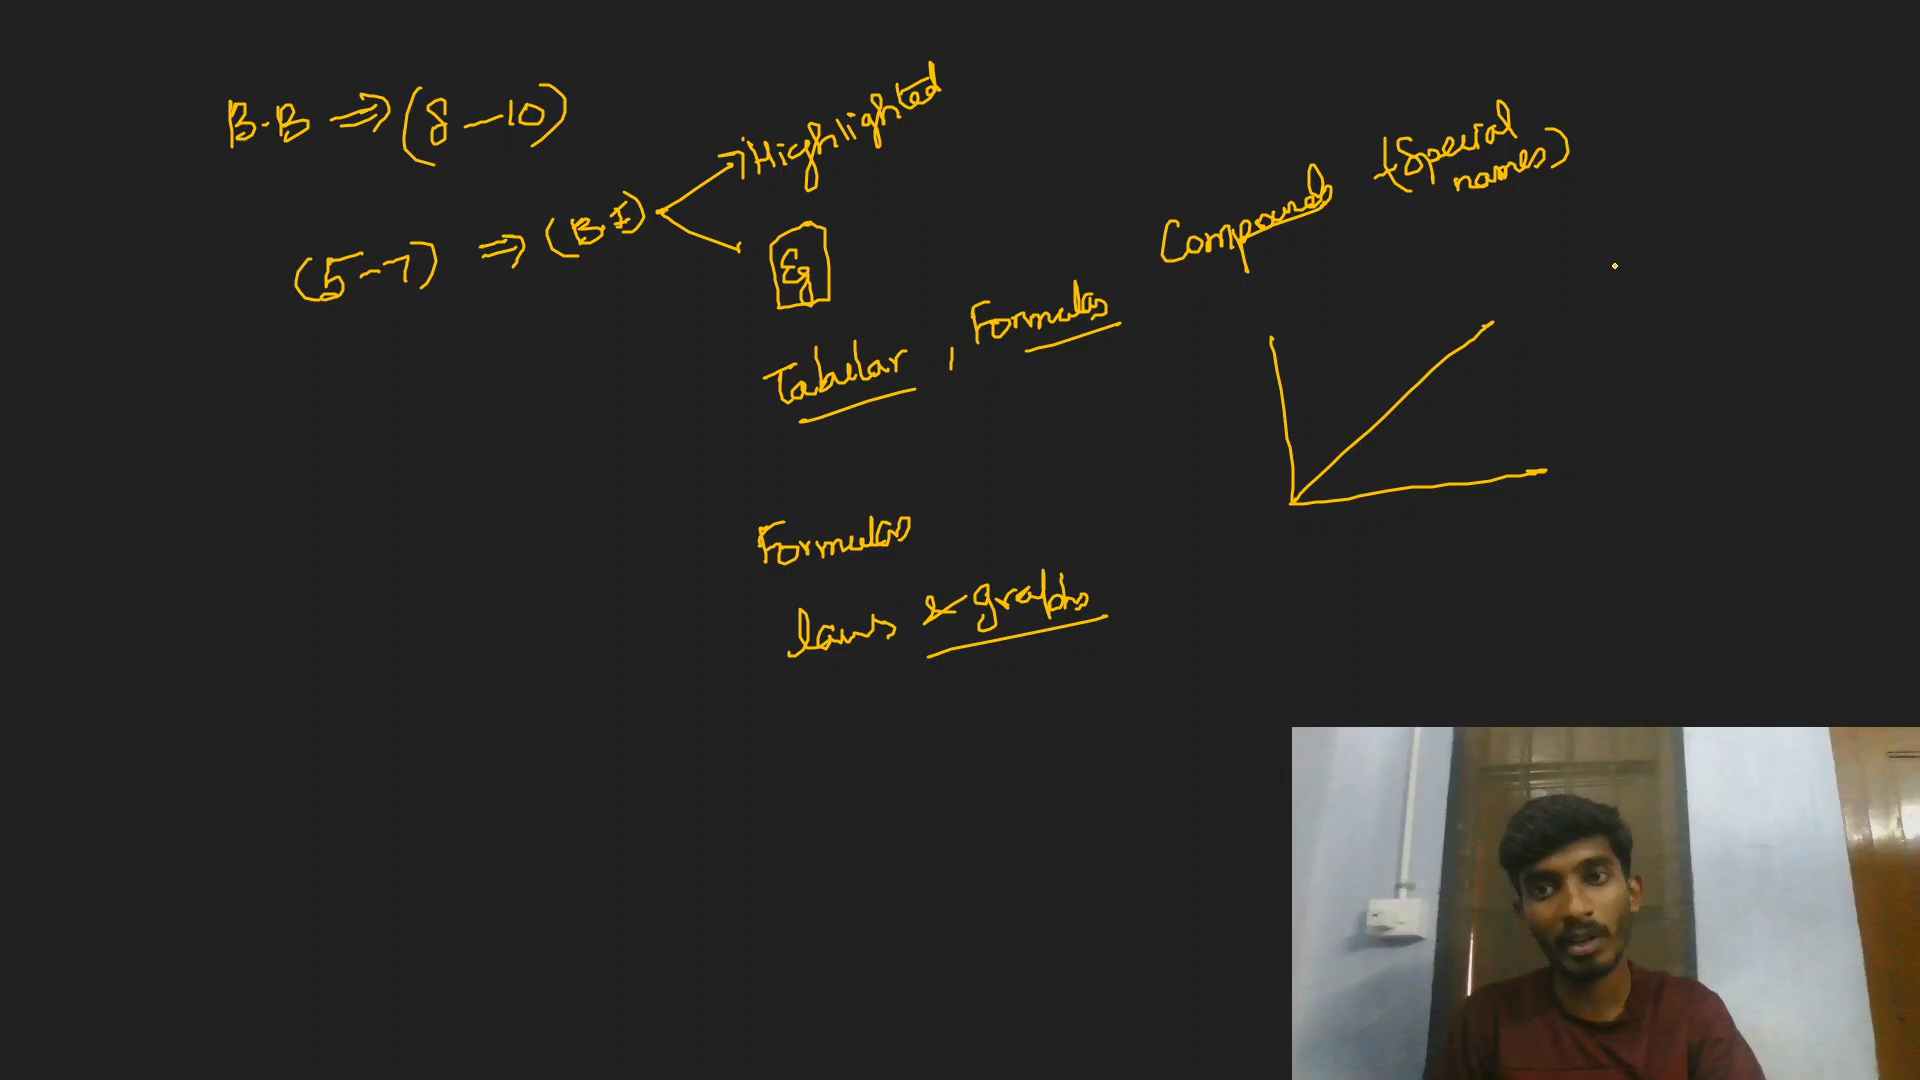 B.B ⇒ (8-10)
(5-7) ⇒ (B.I)
Highlighted
Eg
Tabular, Formulas
Compounds (Special names)
Formulas
laws & graphs